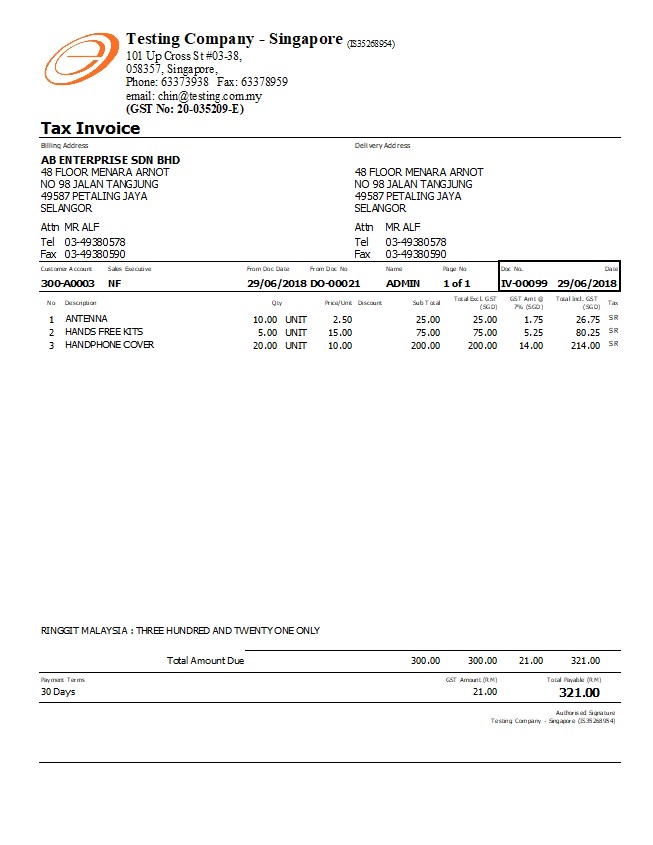 Testing Company - Singapore (IS35268954)
101 Up Cross St #03-38,
058357, Singapore,
Phone: 63373938 Fax: 63378959
email: chin@testing.com.my
(GST No: 20-035209-E)
Tax Invoice
Billing Address Delivery Address
AB ENTERPRISE SDN BHD
48 FLOOR MENARA ARNOT 48 FLOOR MENARA ARNOT
NO 98 JALAN TANGJUNG NO 98 JALAN TANGJUNG
49587 PETALING JAYA 49587 PETALING JAYA
SELANGOR SELANGOR
Attn MR ALF Attn MR ALF
Tel 03-49380578 Tel 03-49380578
Fax 03-49380590 Fax 03-49380590
Customer Account Sales Executive From Doc Date From Doc No Name Page No Doc No. Date
300-A0003 NF 29/06/2018 DO-00021 ADMIN 1 of 1 IV-00099 29/06/2018
No Description Qty Price/Unit Discount Sub Total Total Excl. GST (SGD) GST Amt @ 7% (SGD) Total Incl. GST (SGD) Tax
1 ANTENNA 10.00 UNIT 2.50 25.00 25.00 1.75 26.75 SR
2 HANDS FREE KITS 5.00 UNIT 15.00 75.00 75.00 5.25 80.25 SR
3 HANDPHONE COVER 20.00 UNIT 10.00 200.00 200.00 14.00 214.00 SR
RINGGIT MALAYSIA : THREE HUNDRED AND TWENTY ONE ONLY
Total Amount Due 300.00 300.00 21.00 321.00
Payment Terms GST Amount (RM) Total Payable (RM)
30 Days 21.00 321.00
Authorised Signature
Testing Company - Singapore (IS35268954)